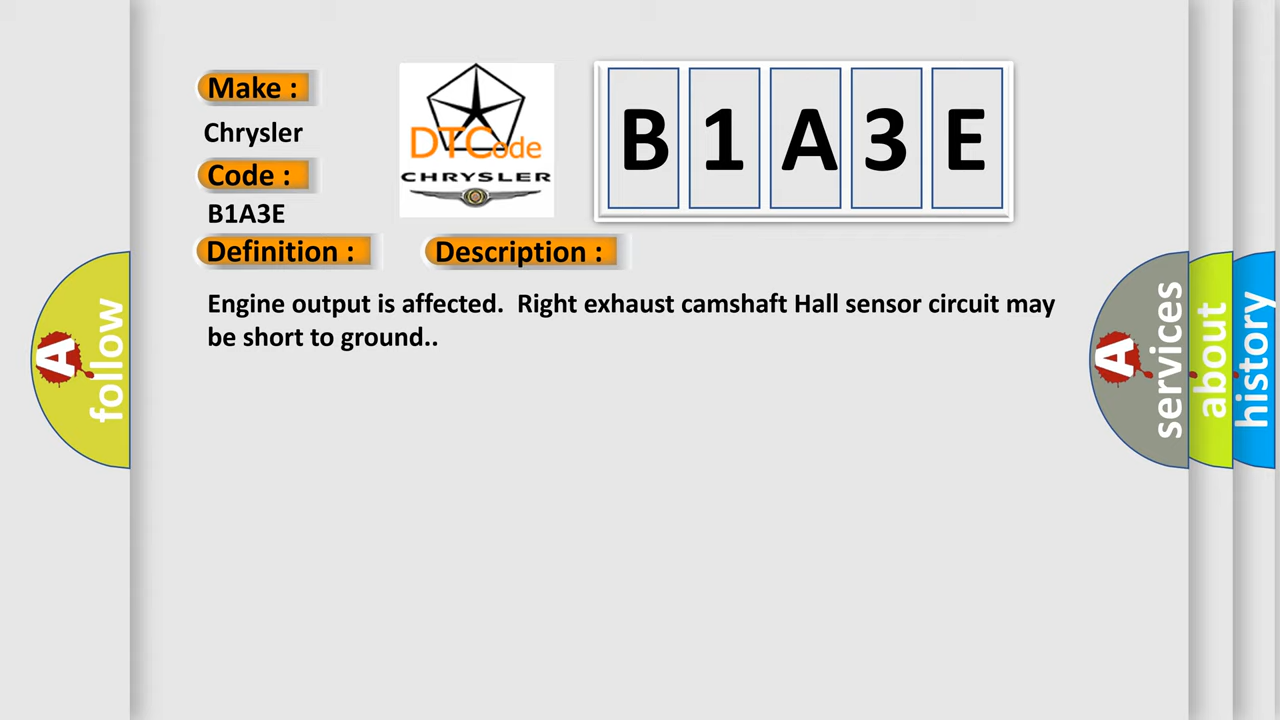 Make :
Chrysler
Code :
B1A3E
Definition :
Description :
Engine output is affected. Right exhaust camshaft Hall sensor circuit may
be short to ground..
DTCode
CHRYSLER
B 1 A 3 E
A
follow
A
services
about
history